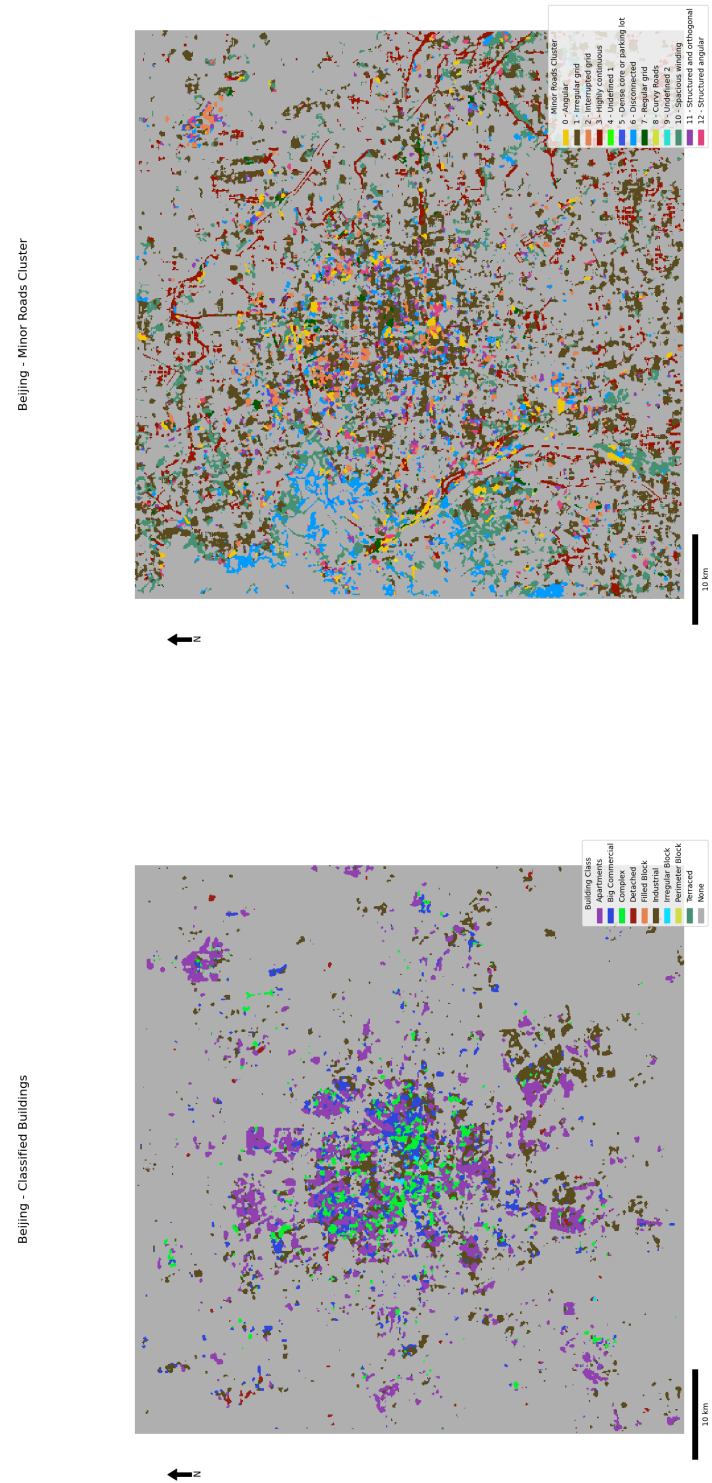 Beijing - Minor Roads Cluster
Minor Roads Cluster
0 - Angular
1 - Irregular grid
2 - Interrupted grid
3 - Highly continuous
4 - Undefined 1
5 - Dense core or parking lot
6 - Disconnected
7 - Regular grid
8 - Curvy Roads
9 - Undefined 2
10 - Spacious winding
11 - Structured and orthogonal
12 - Structured angular
10 km
N
Beijing - Classified Buildings
Building Class
Apartments
Big Commercial
Complex
Detached
Filled Block
Industrial
Irregular Block
Perimeter Block
Terraced
None
10 km
N